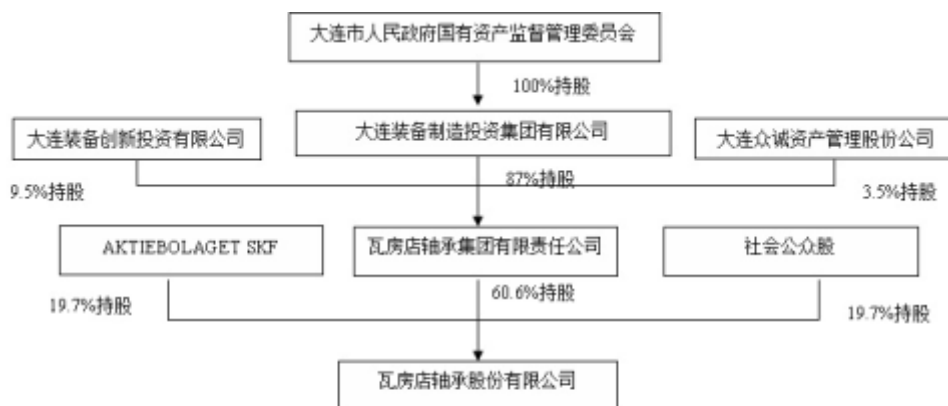 大连市人民政府国有资产监督管理委员会
100%持股
大连装备创新投资有限公司
大连装备制造投资集团有限公司
大连众诚资产管理股份公司
9.5%持股
87%持股
3.5%持股
AKTIEBOLAGET SKF
瓦房店轴承集团有限责任公司
社会公众股
19.7%持股
60.6%持股
19.7%持股
瓦房店轴承股份有限公司